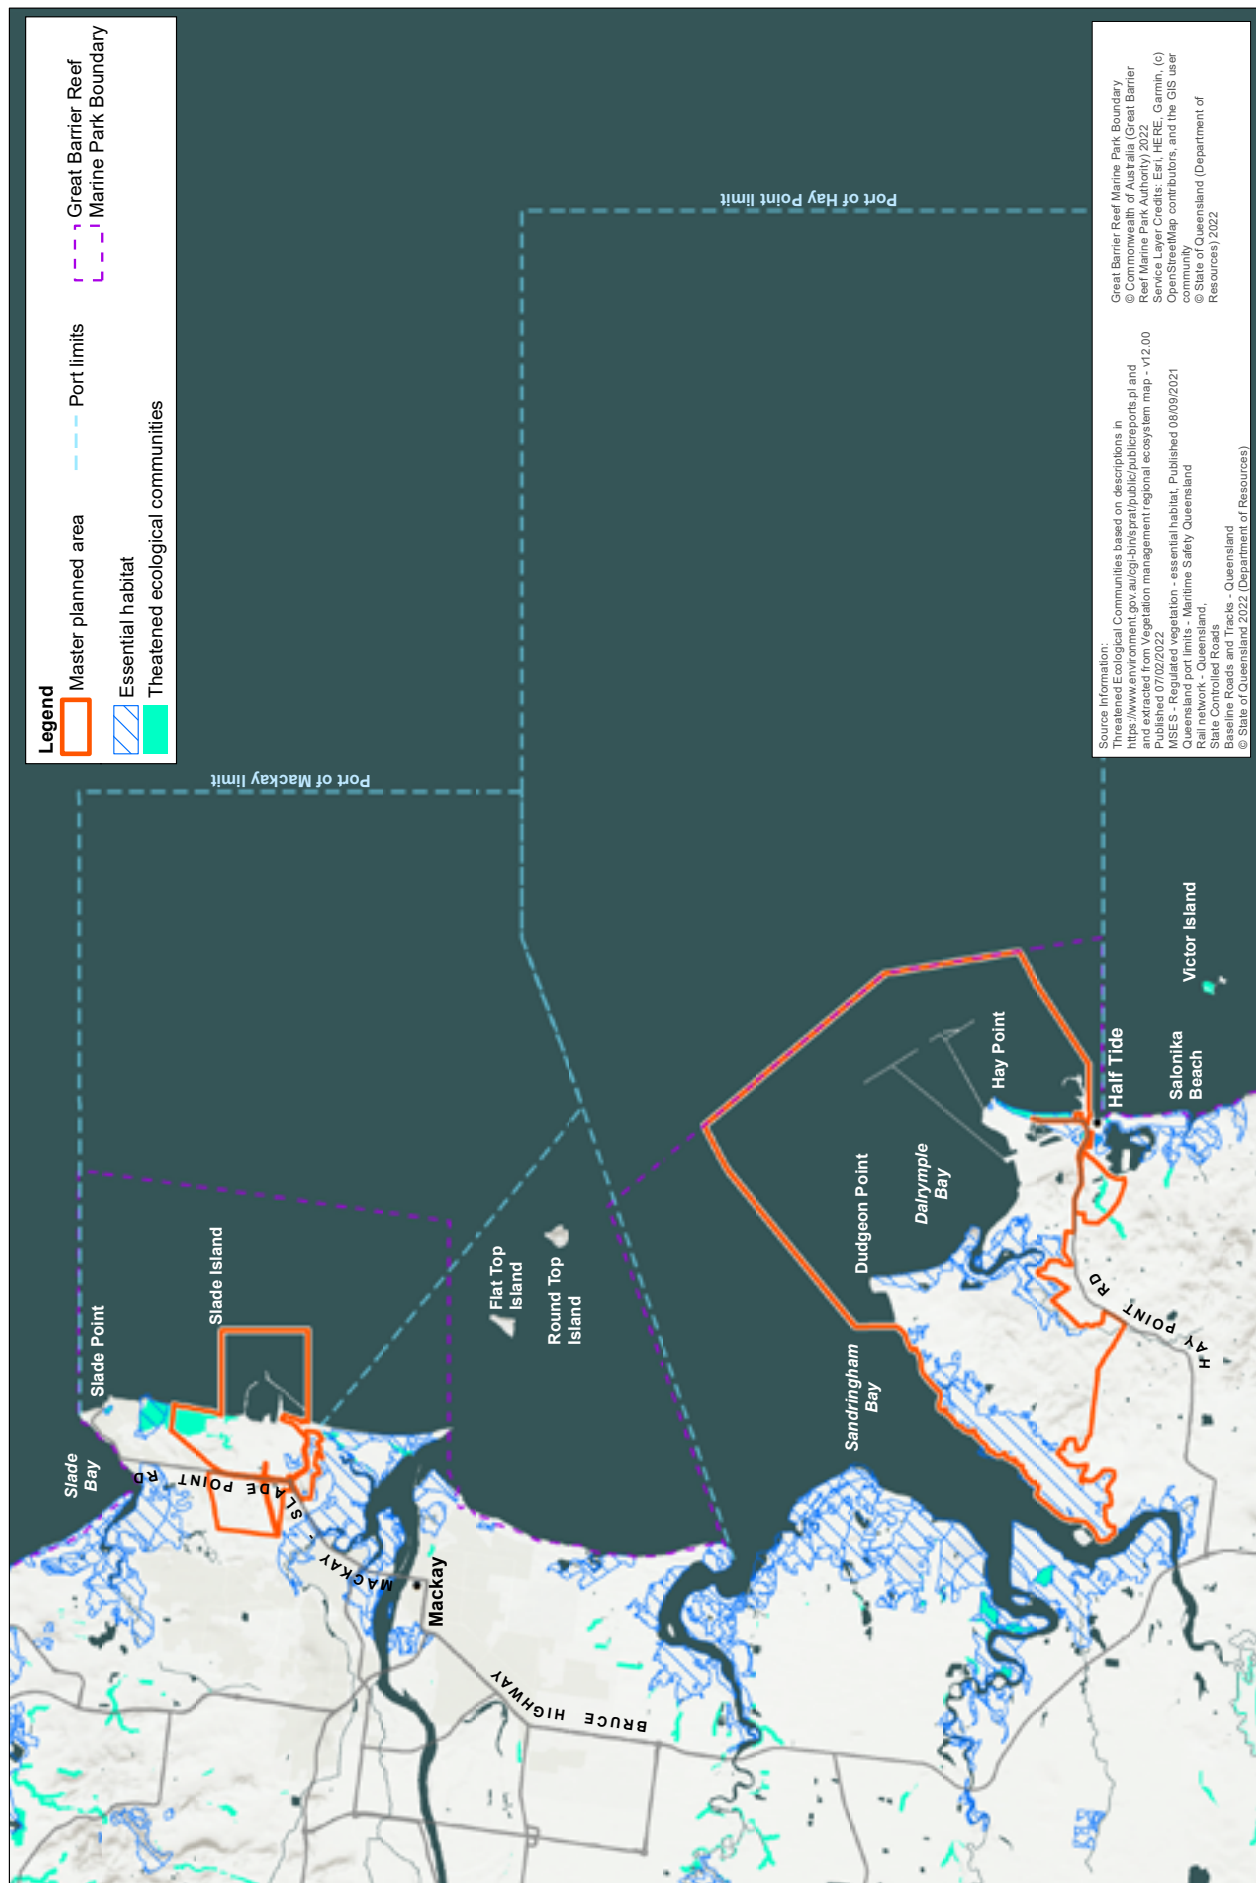 Legend
Master planned area
Port limits
Great Barrier Reef
Marine Park Boundary
Essential habitat
Theatened ecological communities
Port of Mackay limit
Port of Hay Point limit
Slade Point
Slade
Bay
Slade Island
MACKAY - SLADE POINT RD
Mackay
BRUCE HIGHWAY
Flat Top
Island
Round Top
Island
Sandringham
Bay
Dudgeon Point
Dalrymple
Bay
Hay Point
HAY POINT RD
Half Tide
Salonika
Beach
Victor Island
Source Information:
Threatened Ecological Communities based on descriptions in
https://www.environment.gov.au/cgi-bin/sprat/public/publicreports.pl and
and extracted from Vegetation management regional ecosystem map - v12.00
Published 07/02/2022
MSES - Regulated vegetation - essential habitat, Published 08/09/2021
Queensland port limits - Maritime Safety Queensland
Rail network - Queensland,
State Controlled Roads
Baseline Roads and Tracks - Queensland
© State of Queensland 2022 (Department of Resources)
Great Barrier Reef Marine Park Boundary
© Commonwealth of Australia (Great Barrier
Reef Marine Park Authority) 2022
Service Layer Credits: Esri, HERE, Garmin, (c)
OpenStreetMap contributors, and the GIS user
community
© State of Queensland (Department of
Resources) 2022